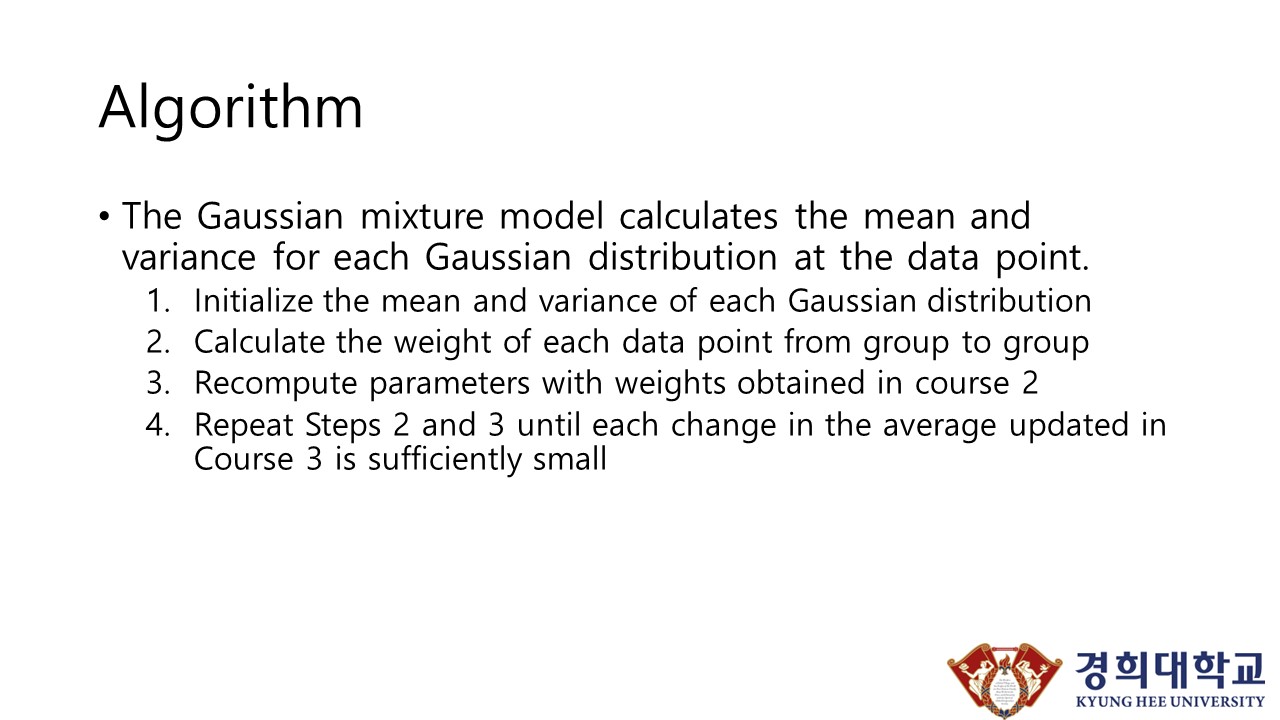 Algorithm
• The Gaussian mixture model calculates the mean and
variance for each Gaussian distribution at the data point.
1. Initialize the mean and variance of each Gaussian distribution
2. Calculate the weight of each data point from group to group
3. Recompute parameters with weights obtained in course 2
4. Repeat Steps 2 and 3 until each change in the average updated in
Course 3 is sufficiently small
경희대학교
KYUNG HEE UNIVERSITY